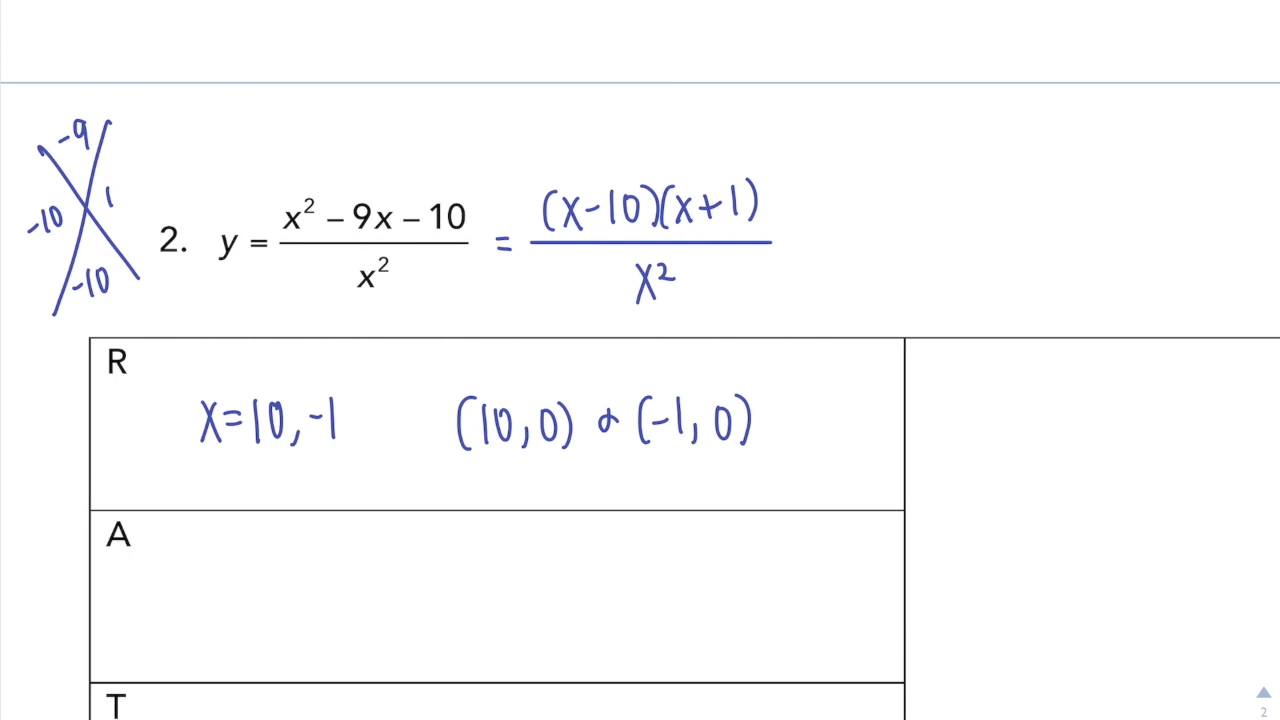 -9
-10 1
-10
2. y = x² – 9x – 10 / x² = (x-10)(x+1) / x²
R
x=10,-1 (10,0) & (-1,0)
A
T
2